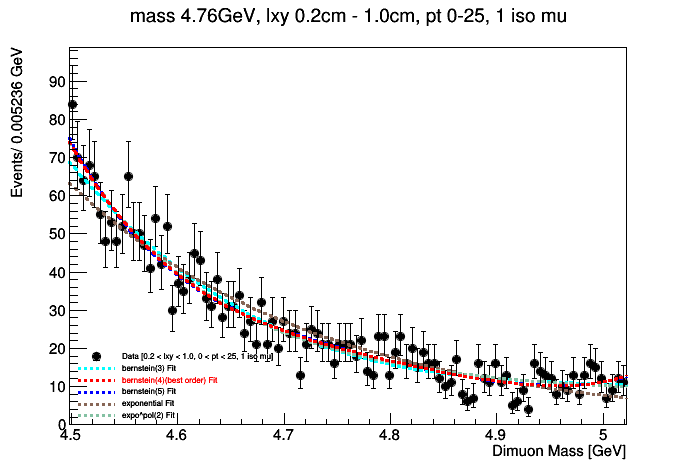 mass 4.76GeV, lxy 0.2cm - 1.0cm, pt 0-25, 1 iso mu
Events/ 0.005236 GeV
90
80
70
60
50
40
30
20
10
0
Data [0.2 < lxy < 1.0, 0 < pt < 25, 1 iso mu]
bernstein(3) Fit
bernstein(4)(best order) Fit
bernstein(5) Fit
exponential Fit
expo*pol(2) Fit
4.5 4.6 4.7 4.8 4.9 5
Dimuon Mass [GeV]